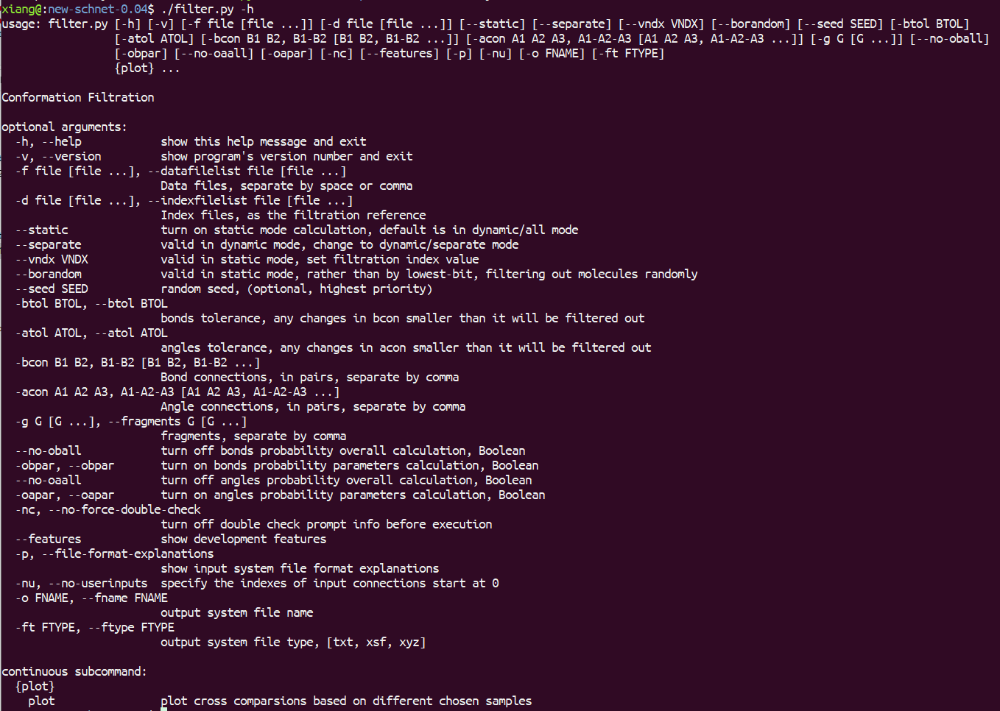 xiang@:new-schnet-0.04$ ./filter.py -h
usage: filter.py [-h] [-v] [-f file [file ...]] [-d file [file ...]] [--static] [--separate] [--vndx VNDX] [--borandom] [--seed SEED] [-btol BTOL]
[-atol ATOL] [-bcon B1 B2, B1-B2 [B1 B2, B1-B2 ...]] [-acon A1 A2 A3, A1-A2-A3 [A1 A2 A3, A1-A2-A3 ...]] [-g G [G ...]] [--no-oball]
[-obpar] [--no-oaall] [-oapar] [-nc] [--features] [-p] [-nu] [-o FNAME] [-ft FTYPE]
{plot} ...
Conformation Filtration
optional arguments:
-h, --help show this help message and exit
-v, --version show program's version number and exit
-f file [file ...], --datafilelist file [file ...]
Data files, separate by space or comma
-d file [file ...], --indexfilelist file [file ...]
Index files, as the filtration reference
--static turn on static mode calculation, default is in dynamic/all mode
--separate valid in dynamic mode, change to dynamic/separate mode
--vndx VNDX valid in static mode, set filtration index value
--borandom valid in static mode, rather than by lowest-bit, filtering out molecules randomly
--seed SEED random seed, (optional, highest priority)
-btol BTOL, --btol BTOL
bonds tolerance, any changes in bcon smaller than it will be filtered out
-atol ATOL, --atol ATOL
angles tolerance, any changes in acon smaller than it will be filtered out
-bcon B1 B2, B1-B2 [B1 B2, B1-B2 ...]
Bond connections, in pairs, separate by comma
-acon A1 A2 A3, A1-A2-A3 [A1 A2 A3, A1-A2-A3 ...]
Angle connections, in pairs, separate by comma
-g G [G ...], --fragments G [G ...]
fragments, separate by comma
--no-oball turn off bonds probability overall calculation, Boolean
-obpar, --obpar turn on bonds probability parameters calculation, Boolean
--no-oaall turn off angles probability overall calculation, Boolean
-oapar, --oapar turn on angles probability parameters calculation, Boolean
-nc, --no-force-double-check
turn off double check prompt info before execution
--features show development features
-p, --file-format-explanations
show input system file format explanations
-nu, --no-userinputs specify the indexes of input connections start at 0
-o FNAME, --fname FNAME
output system file name
-ft FTYPE, --ftype FTYPE
output system file type, [txt, xsf, xyz]
continuous subcommand:
{plot}
plot plot cross comparsions based on different chosen samples